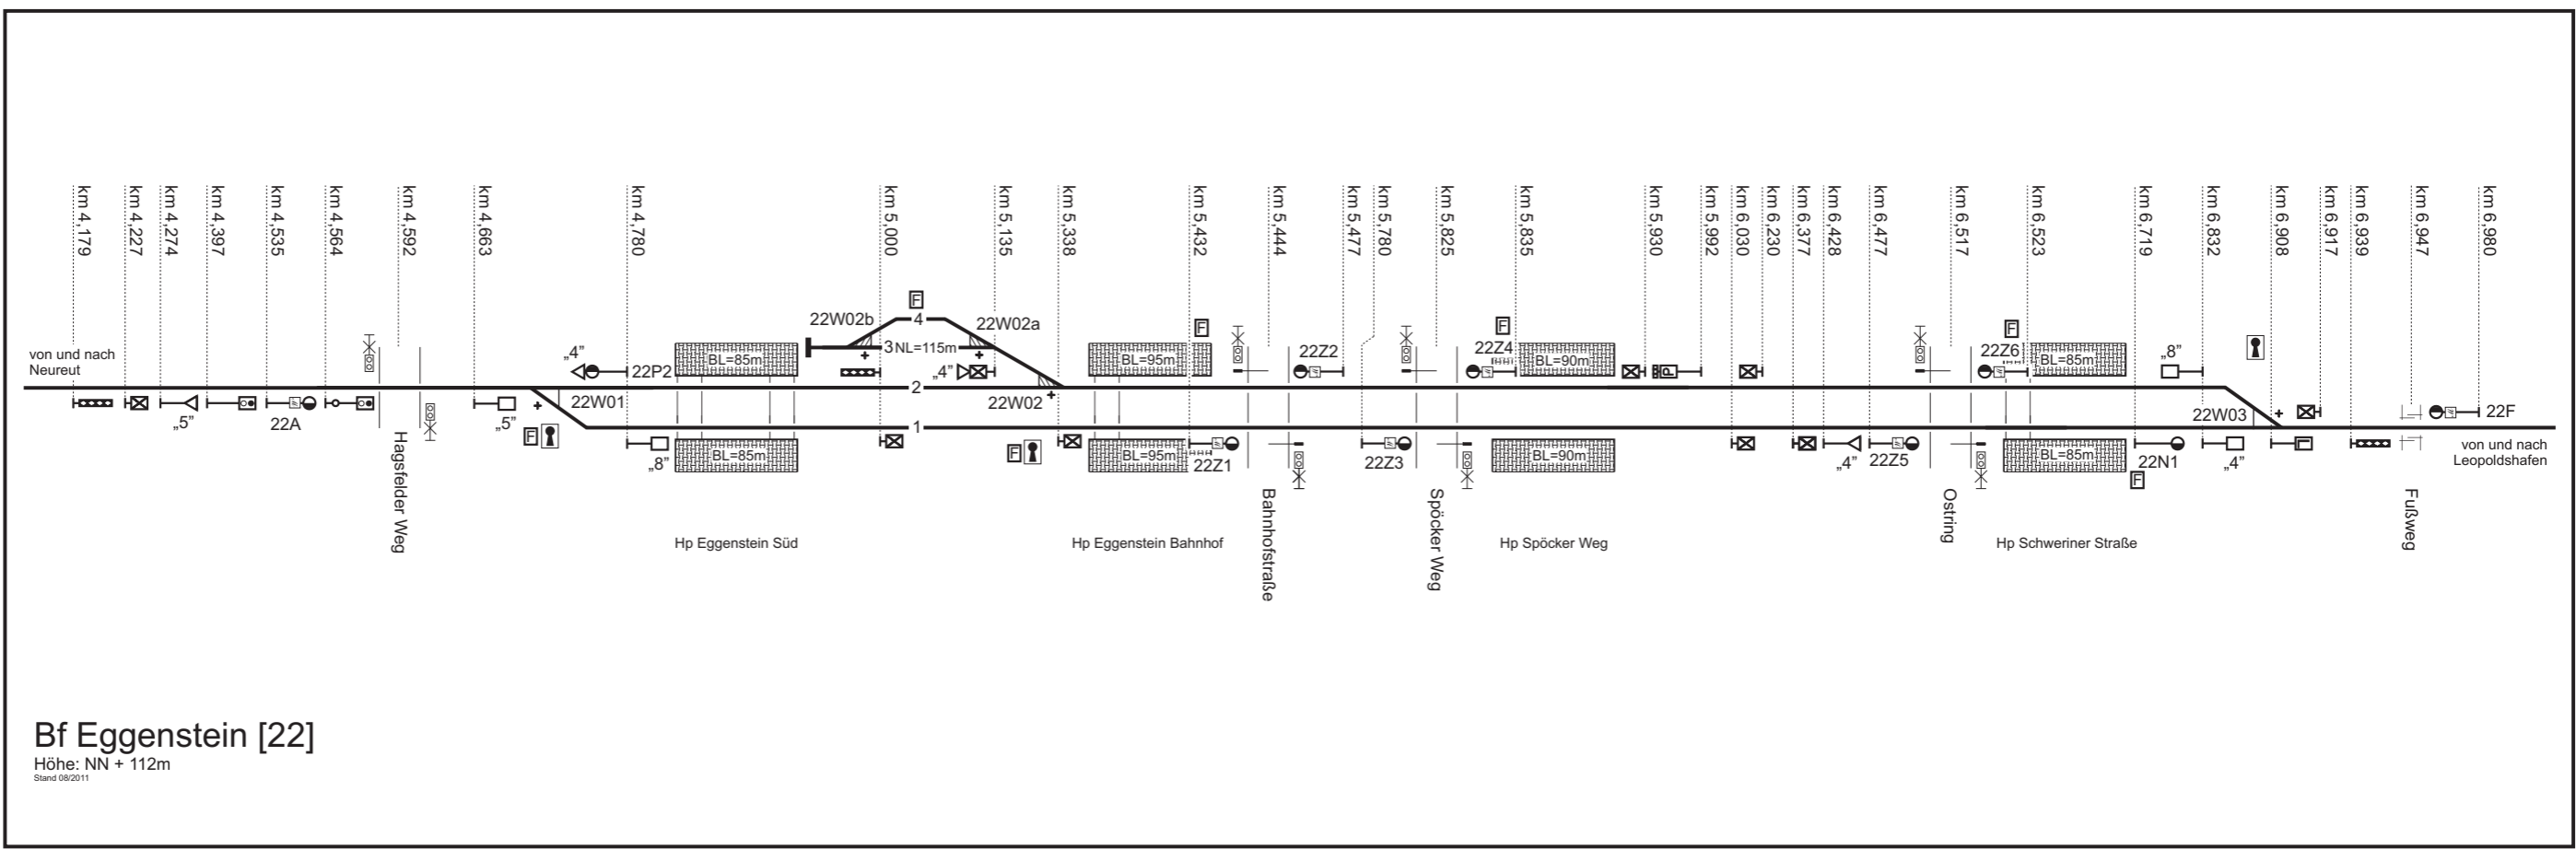 km 4,179
km 4,227
km 4,274
km 4,397
km 4,535
km 4,564
km 4,592
km 4,663
km 4,780
km 5,000
km 5,135
km 5,338
km 5,432
km 5,444
km 5,477
km 5,780
km 5,825
km 5,835
km 5,930
km 5,992
km 6,030
km 6,230
km 6,377
km 6,428
km 6,477
km 6,517
km 6,523
km 6,719
km 6,832
km 6,908
km 6,917
km 6,939
km 6,947
km 6,980
F
22W02b
4
22W02a
F
F
F
3 NL=115m
22Z2
22Z4
22Z6
„8”
von und nach
Neureut
„4”
22P2
BL=85m
„4”
BL=95m
BL=90m
P
BL=85m
2
22W01
22W02
22W03
22F
„5”
22A
„5”
F
1
„8”
BL=85m
F
BL=95m
22Z1
22Z3
BL=90m
„4”
22Z5
BL=85m
22N1
F
„4”
von und nach
Leopoldshafen
Hagsfelder Weg
Bahnhofstraße
Spöcker Weg
Ostring
Fußweg
Hp Eggenstein Süd
Hp Eggenstein Bahnhof
Hp Spöcker Weg
Hp Schweriner Straße
Bf Eggenstein [22]
Höhe: NN + 112m
Stand 08/2011